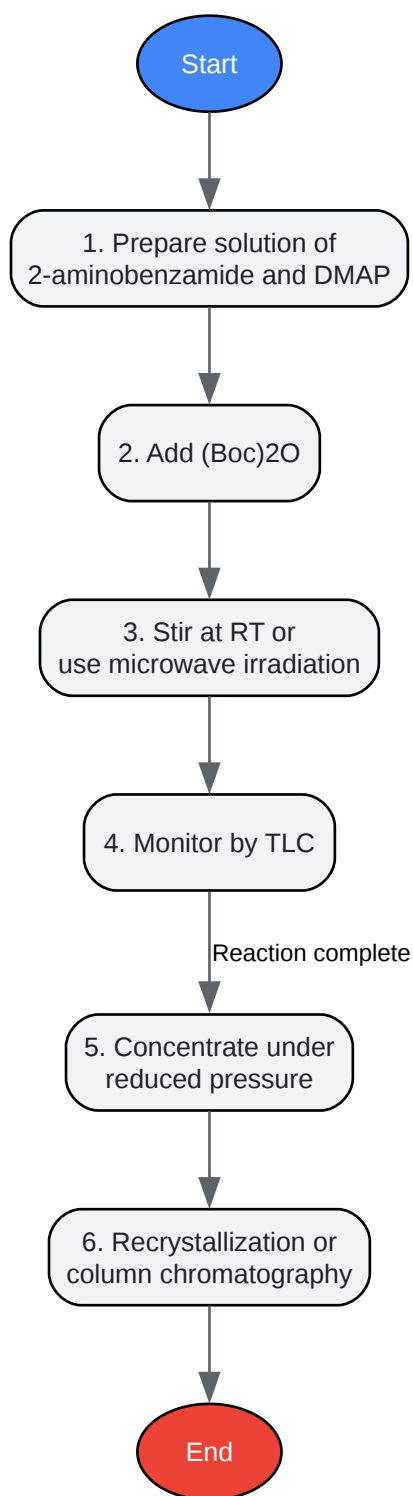 Start
1. Prepare solution of
2-aminobenzamide and DMAP
2. Add (Boc)2O
3. Stir at RT or
use microwave irradiation
4. Monitor by TLC
Reaction complete
5. Concentrate under
reduced pressure
6. Recrystallization or
column chromatography
End